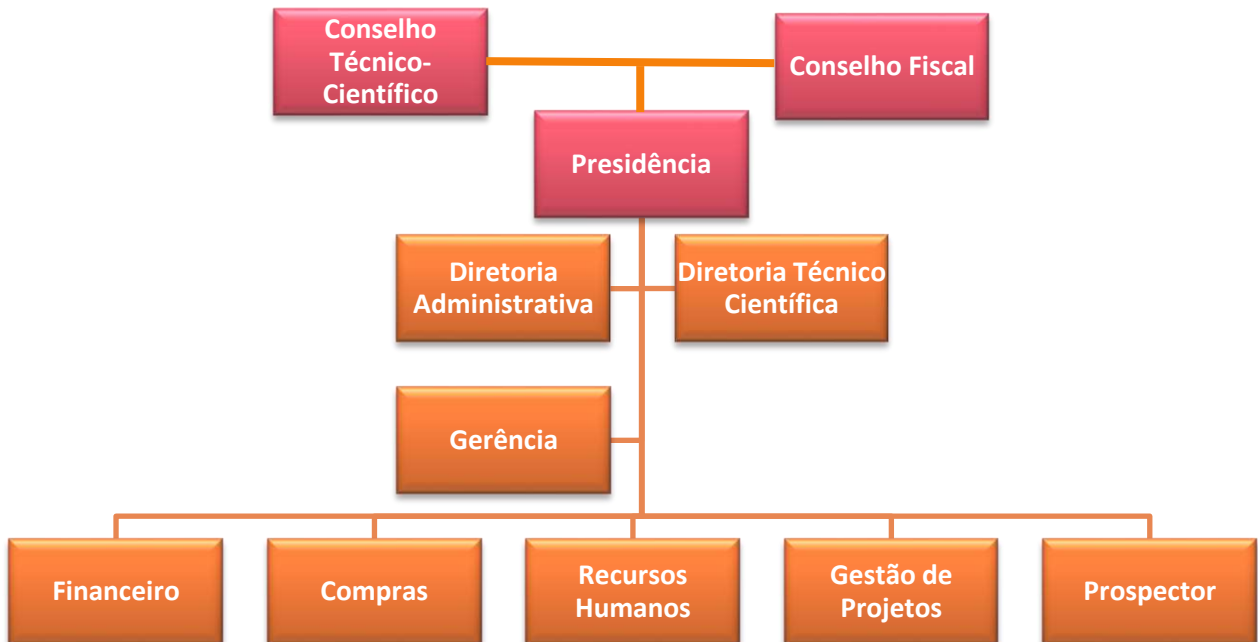 Conselho
Técnico-
Científico
Conselho Fiscal
Presidência
Diretoria
Administrativa
Diretoria Técnico
Científica
Gerência
Financeiro
Compras
Recursos
Humanos
Gestão de
Projetos
Prospector